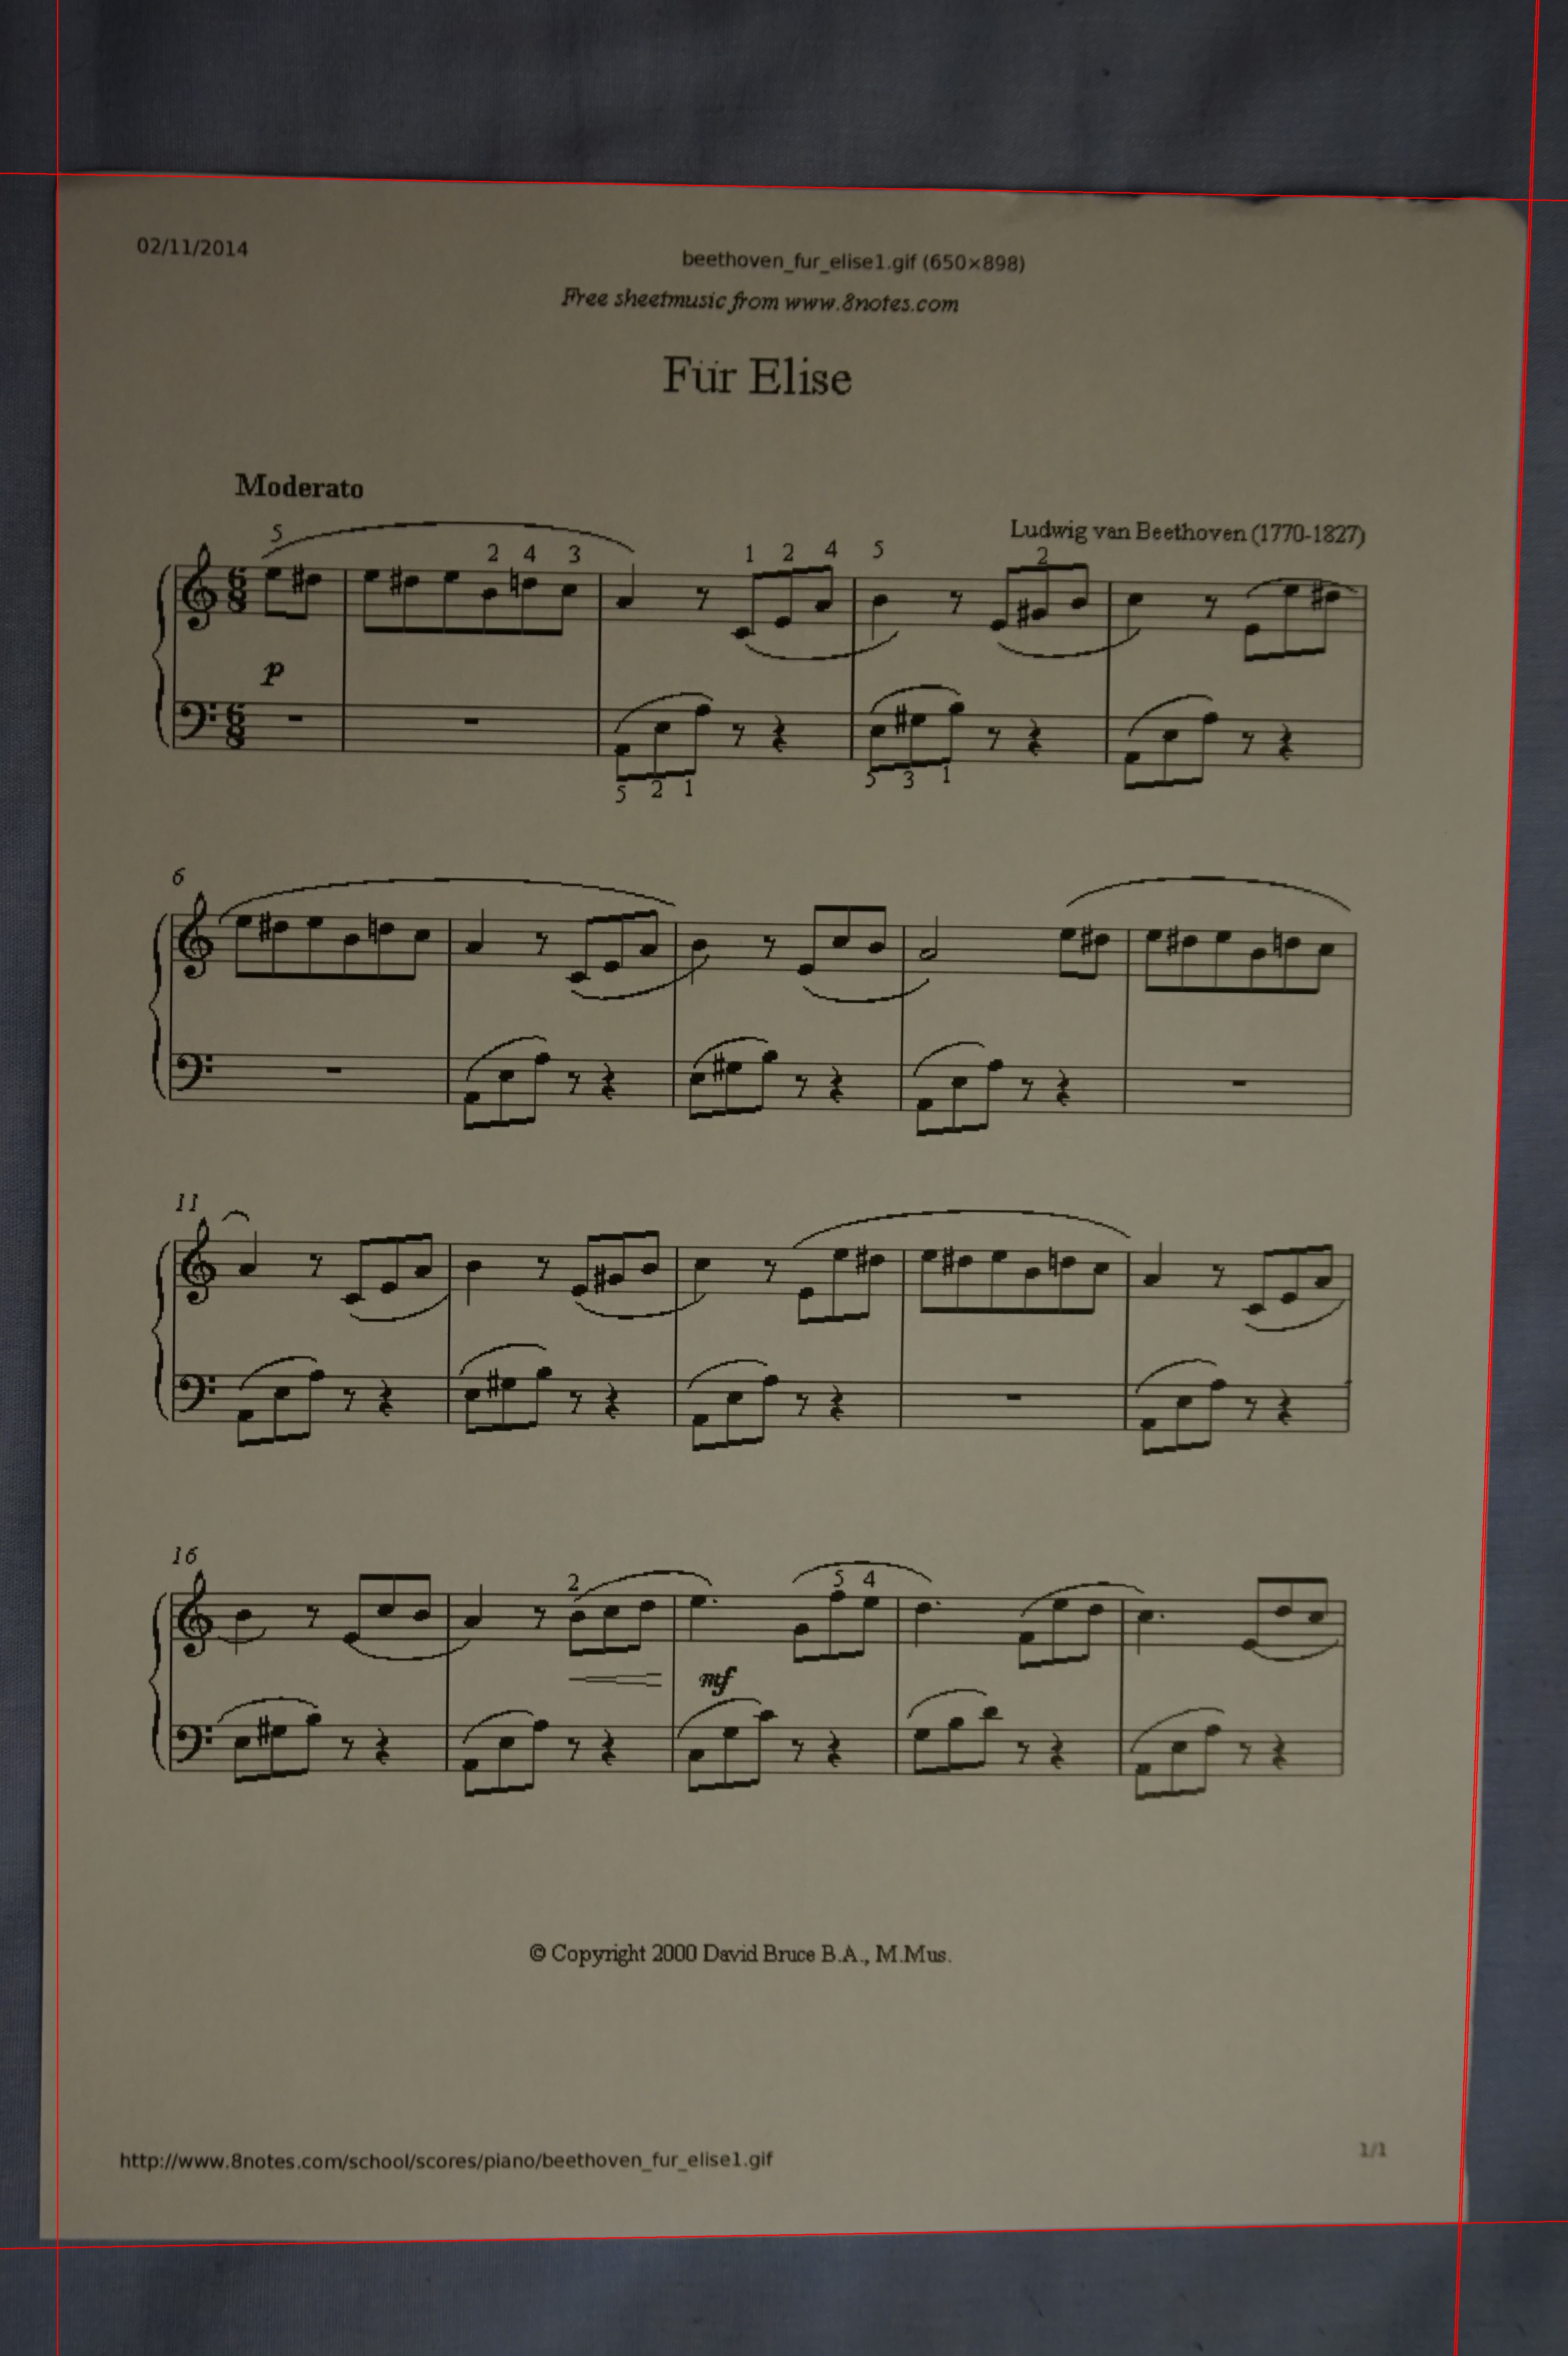 02/11/2014
beethoven_fur_elise1.gif (650×898)
Free sheetmusic from www.8notes.com
Für Elise
Moderato
Ludwig van Beethoven (1770-1827)
5 2 4 3 1 2 4 5 2
6 8
p
6 8
5 2 1 5 3 1
6
11
16
2 5 4
mf
© Copyright 2000 David Bruce B.A., M.Mus.
http://www.8notes.com/school/scores/piano/beethoven_fur_elise1.gif
1/1